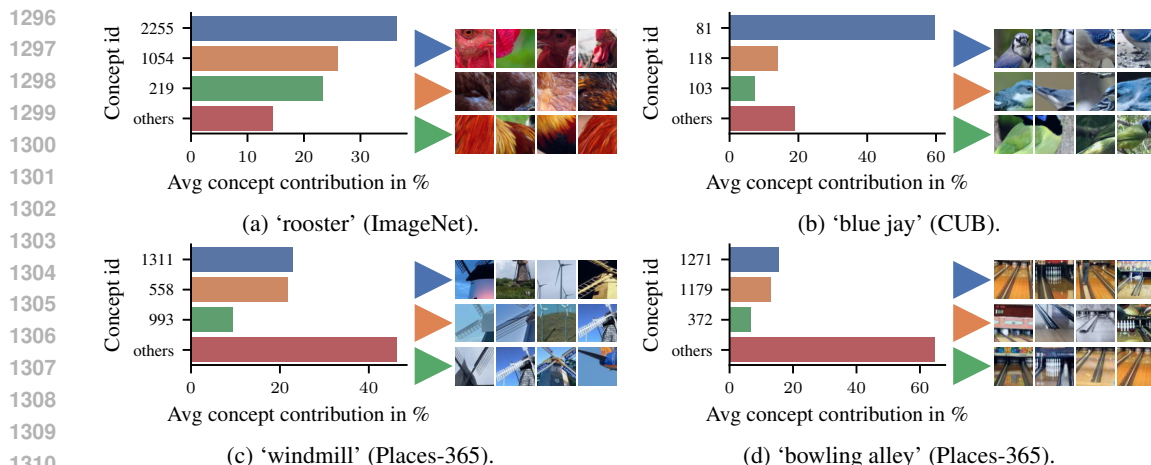 1296
1297
1298
1299
1300
1301
1302
1303
1304
1305
1306
1307
1308
1309
1310
Concept id
2255
1054
219
others
0 10 20 30
Avg concept contribution in %
(a) ‘rooster’ (ImageNet).
Concept id
81
118
103
others
0 20 40 60
Avg concept contribution in %
(b) ‘blue jay’ (CUB).
Concept id
1311
558
993
others
0 20 40
Avg concept contribution in %
(c) ‘windmill’ (Places-365).
Concept id
1271
1179
372
others
0 20 40 60
Avg concept contribution in %
(d) ‘bowling alley’ (Places-365).